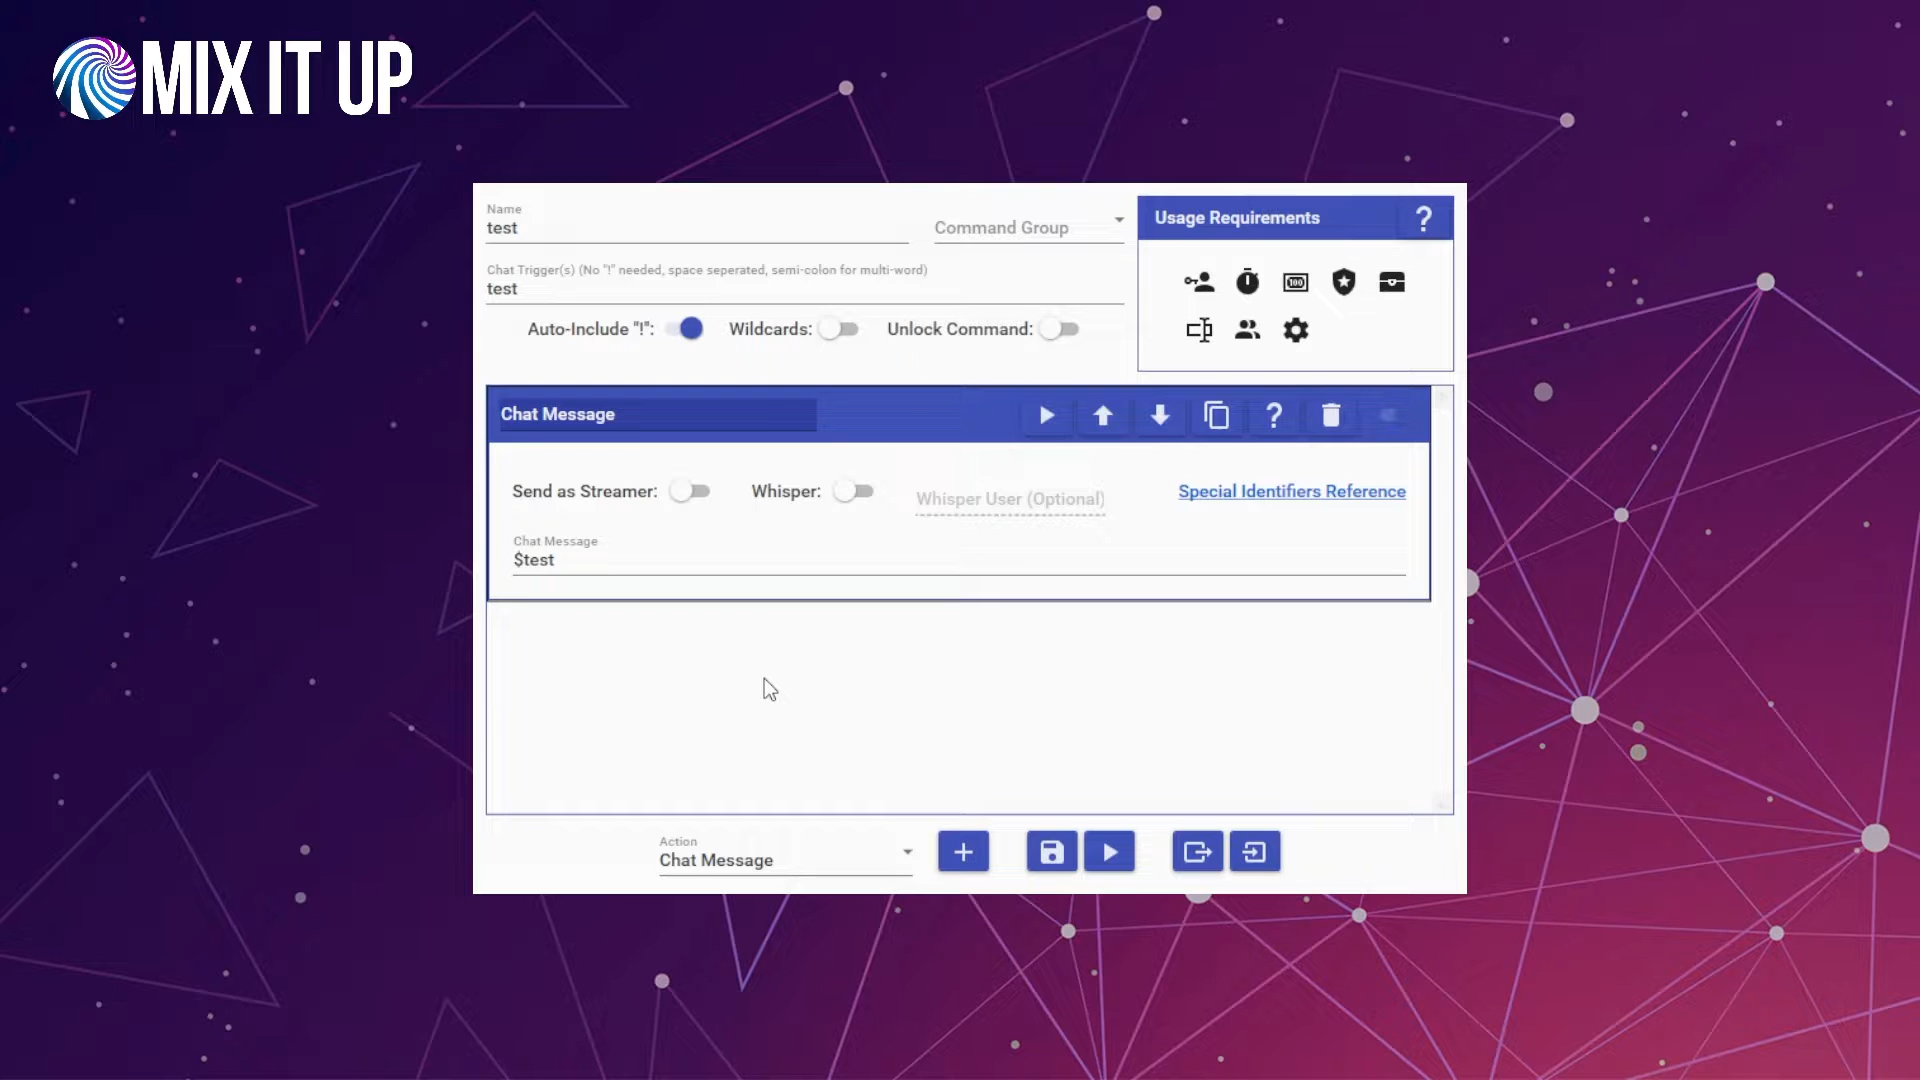 MIX IT UP
Name
test
Command Group
Usage Requirements
?
Chat Trigger(s) (No "!" needed, space seperated, semi-colon for multi-word)
test
Auto-Include "!": Wildcards: Unlock Command:
100
Chat Message
?
Send as Streamer: Whisper: Whisper User (Optional) Special Identifiers Reference
Chat Message
$test
Action
Chat Message